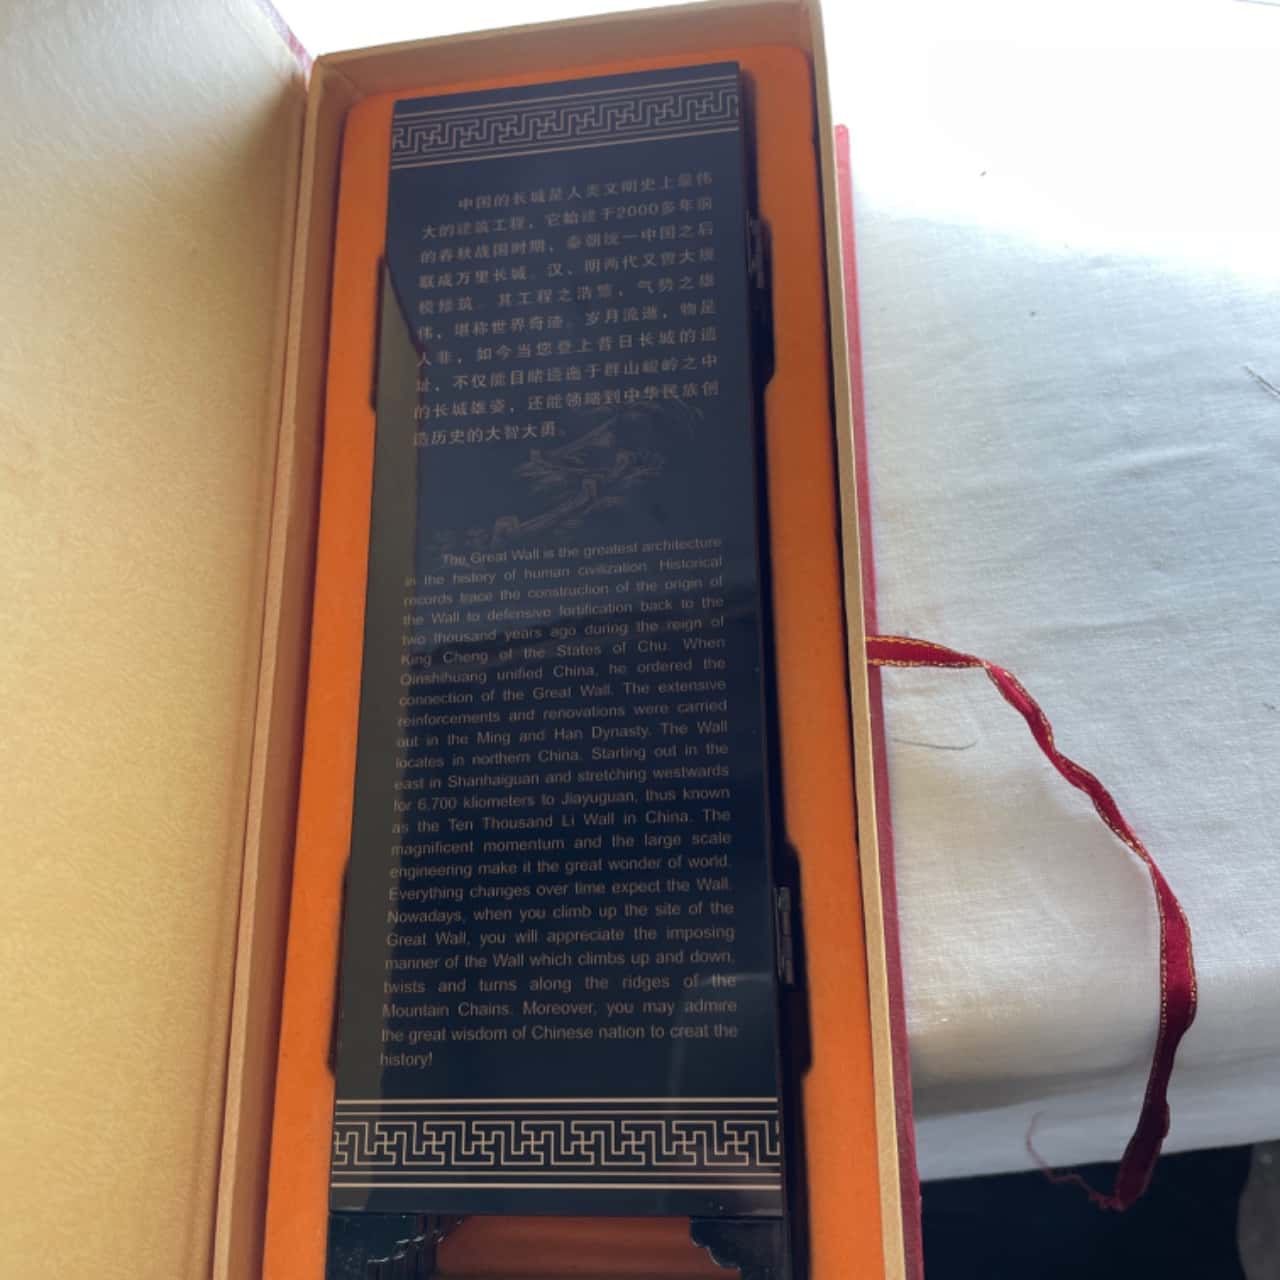 中国的长城是人类文明史上最伟
大的建筑工程，它始建于2000多年前
的春秋战国时期，秦朝统一中国之后
联成万里长城。汉、明两代又曾大规
模修筑。其工程之浩繁，气势之雄
伟，堪称世界奇迹。岁月流逝，物是
人非，如今当您登上昔日长城的遗
址，不仅能目睹逶迤于群山峻岭之中
的长城雄姿，还能领略到中华民族创
造历史的大智大勇。
The Great Wall is the greatest architecture
in the history of human civilization. Historical
records trace the construction of the origin of
the Wall to defensive fortification back to the
two thousand years ago during the reign of
King Cheng of the States of Chu. When
Qinshihuang unified China, he ordered the
connection of the Great Wall. The extensive
reinforcements and renovations were carried
out in the Ming and Han Dynasty. The Wall
locates in northern China. Starting out in the
east in Shanhaiguan and stretching westwards
for 6,700 kliometers to Jiayuguan, thus known
as the Ten Thousand Li Wall in China. The
magnificent momentum and the large scale
engineering make it the great wonder of world.
Everything changes over time expect the Wall.
Nowadays, when you climb up the site of the
Great Wall, you will appreciate the imposing
manner of the Wall which climbs up and down,
twists and turns along the ridges of the
Mountain Chains. Moreover, you may admire
the great wisdom of Chinese nation to creat the
history!